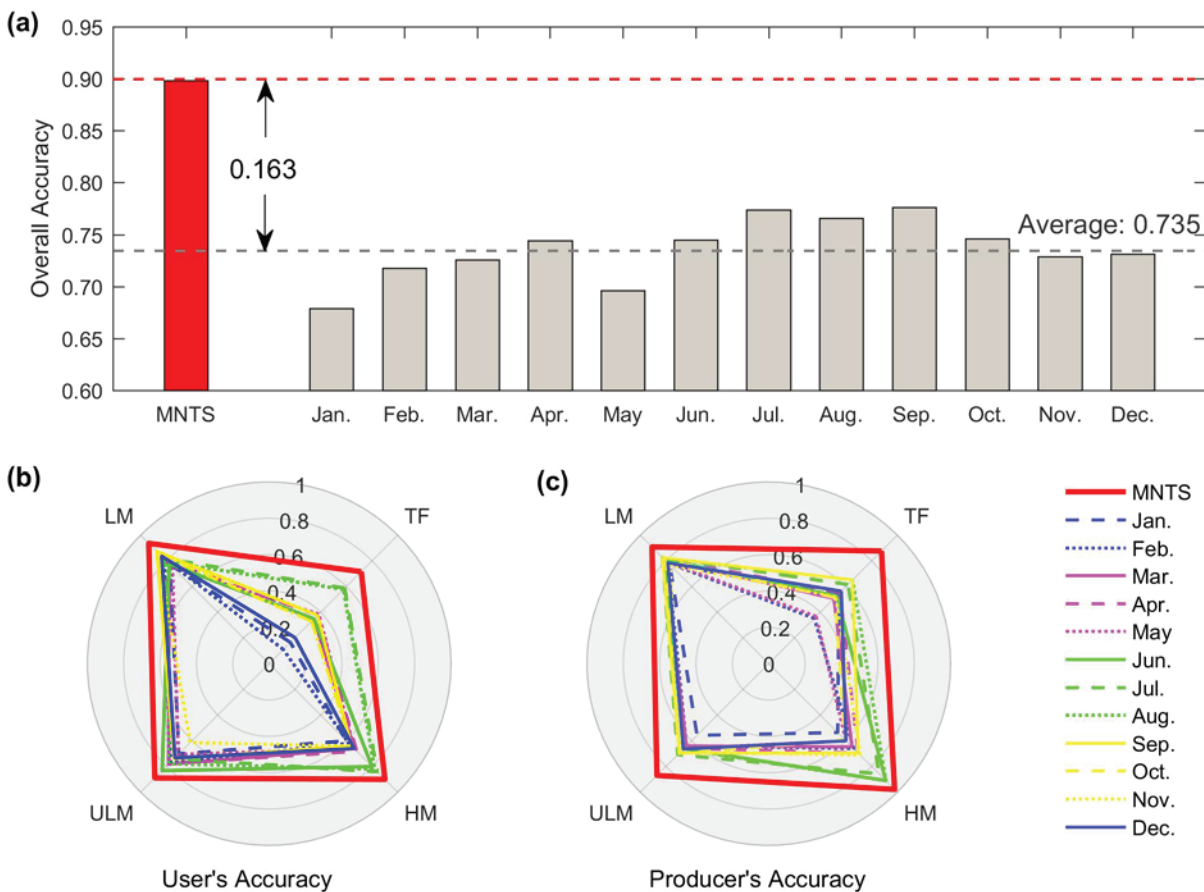 (a)
0.95
0.90
0.85
0.80
0.75
0.70
0.65
0.60
Overall Accuracy
0.163
Average: 0.735
MNTS Jan. Feb. Mar. Apr. May Jun. Jul. Aug. Sep. Oct. Nov. Dec.
(b)
1
0.8
0.6
0.4
0.2
0
LM
TF
ULM
HM
User's Accuracy
(c)
1
0.8
0.6
0.4
0.2
0
LM
TF
ULM
HM
Producer's Accuracy
MNTS
Jan.
Feb.
Mar.
Apr.
May
Jun.
Jul.
Aug.
Sep.
Oct.
Nov.
Dec.